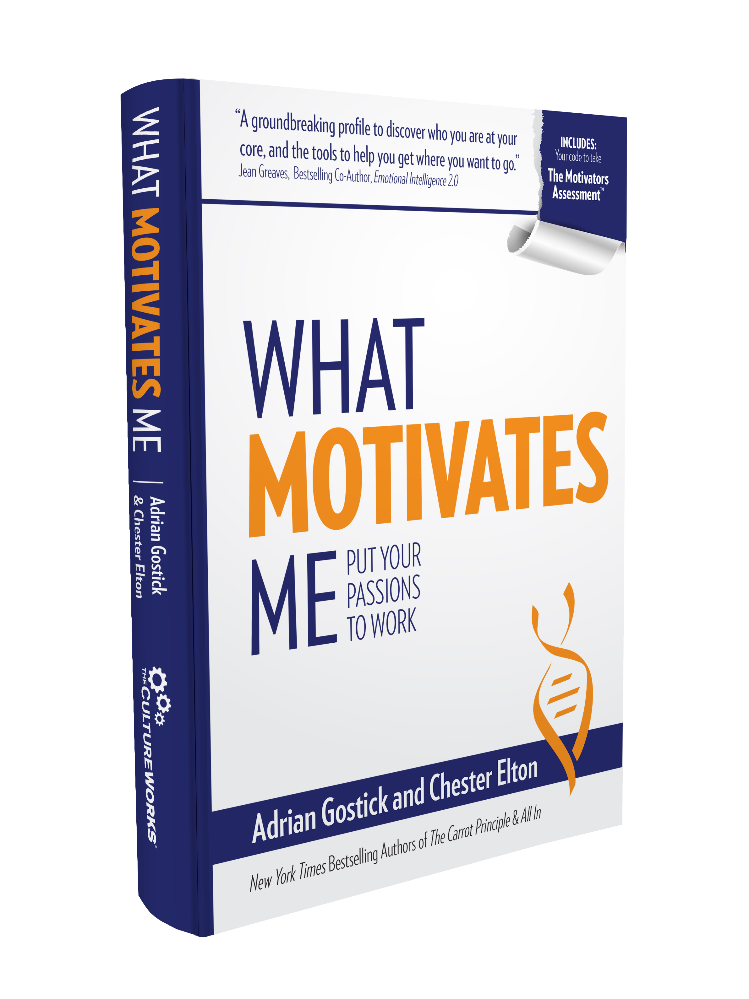 WHAT MOTIVATES ME
Adrian Gostick
& Chester Elton
THECULTUREWORKS®
“A groundbreaking profile to discover who you are at your
core, and the tools to help you get where you want to go.”
Jean Greaves, Bestselling Co-Author, Emotional Intelligence 2.0
INCLUDES:
Your code to take
The Motivators
Assessment™
WHAT
MOTIVATES
ME
PUT YOUR
PASSIONS
TO WORK
Adrian Gostick and Chester Elton
New York Times Bestselling Authors of The Carrot Principle & All In